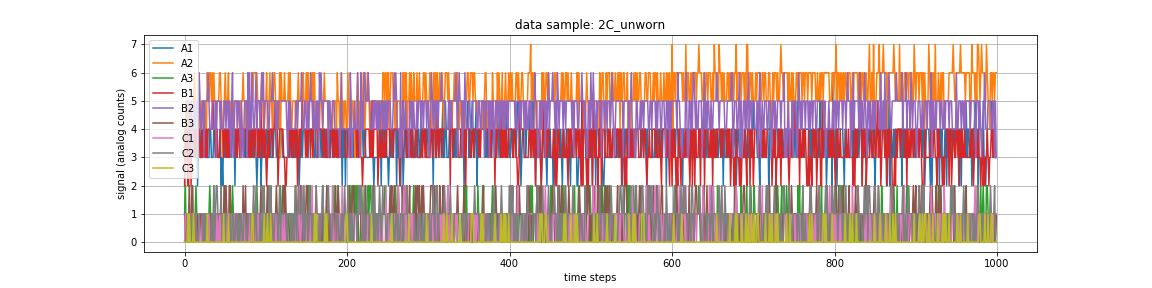 data sample: 2C_unworn
signal (analog counts)
7
6
5
4
3
2
1
0
A1
A2
A3
B1
B2
B3
C1
C2
C3
0 200 400 600 800 1000
time steps